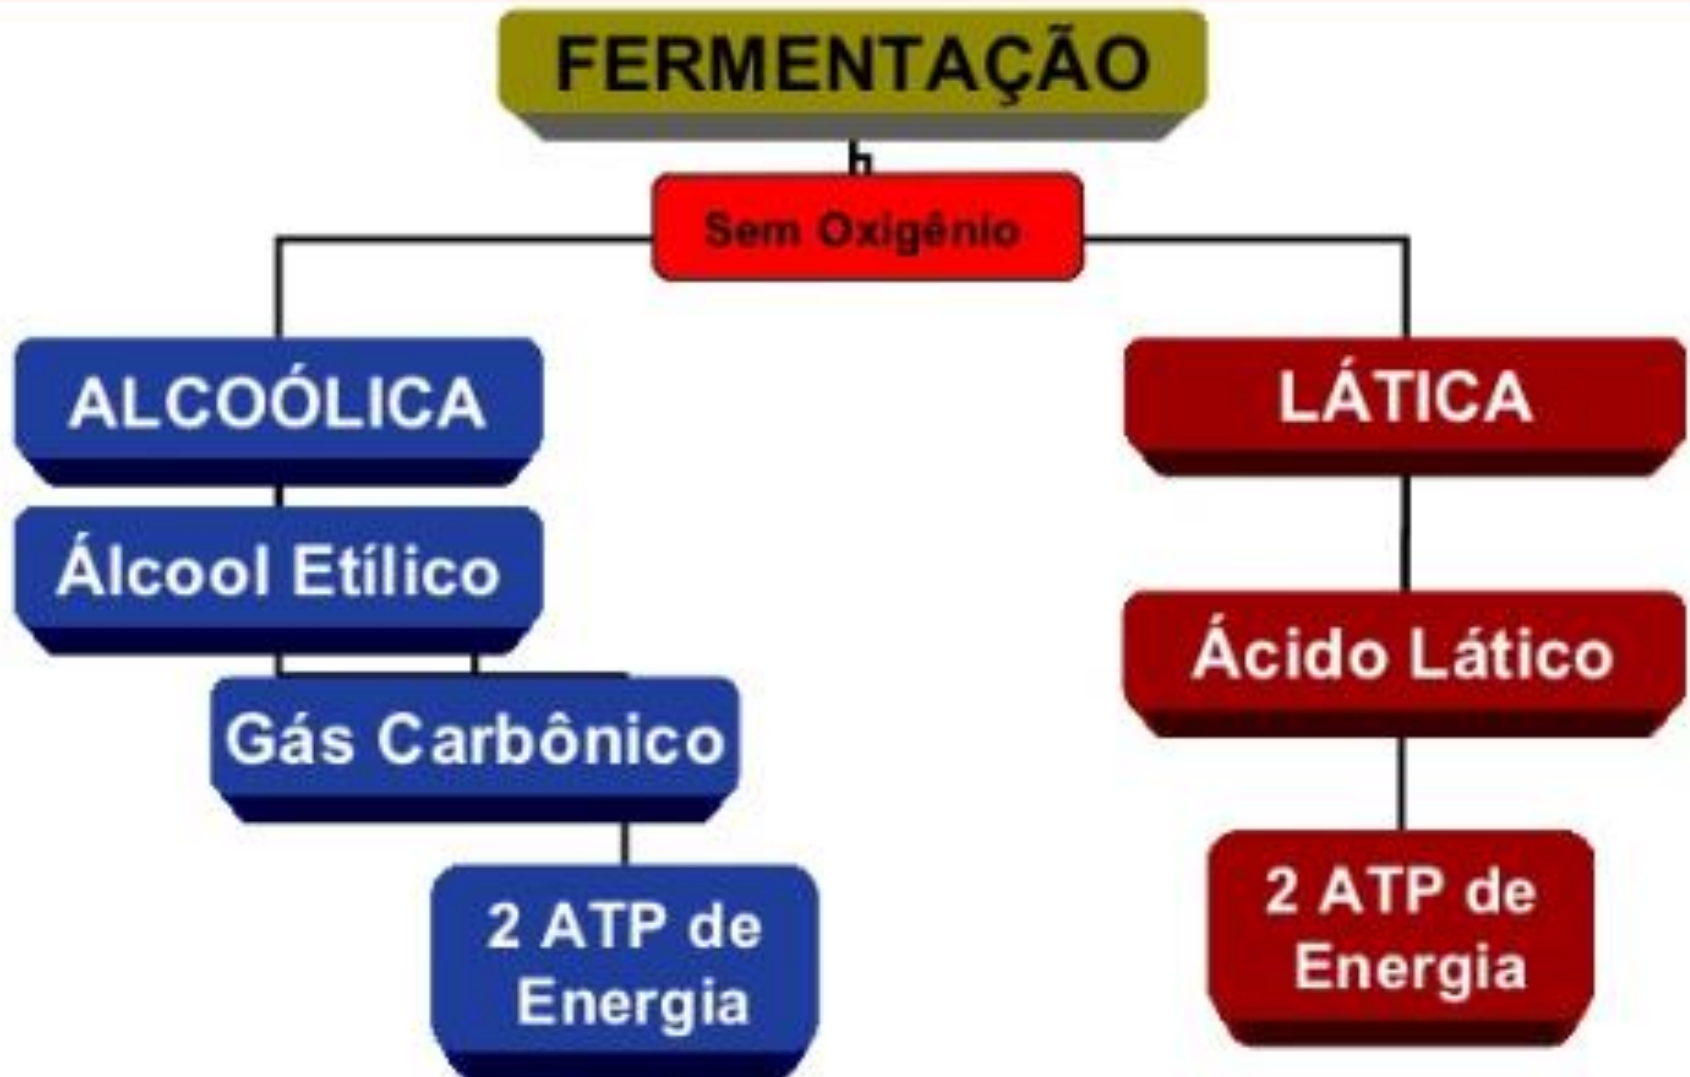 FERMENTAÇÃO
Sem Oxigênio
ALCOÓLICA
Álcool Etílico
Gás Carbônico
2 ATP de
Energia
LÁTICA
Ácido Lático
2 ATP de
Energia